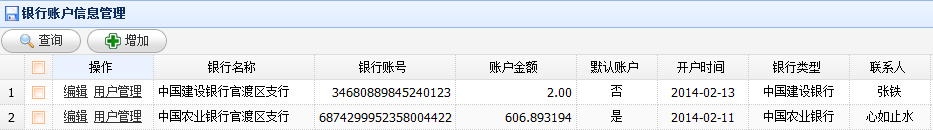 银行账户信息管理
查询 增加
操作 银行名称 银行账号 账户金额 默认账户 开户时间 银行类型 联系人
1 编辑 用户管理 中国建设银行官渡区支行 34680889845240123 2.00 否 2014-02-13 中国建设银行 张铁
2 编辑 用户管理 中国农业银行官渡区支行 6874299952358004422 606.893194 是 2014-02-11 中国农业银行 心如止水